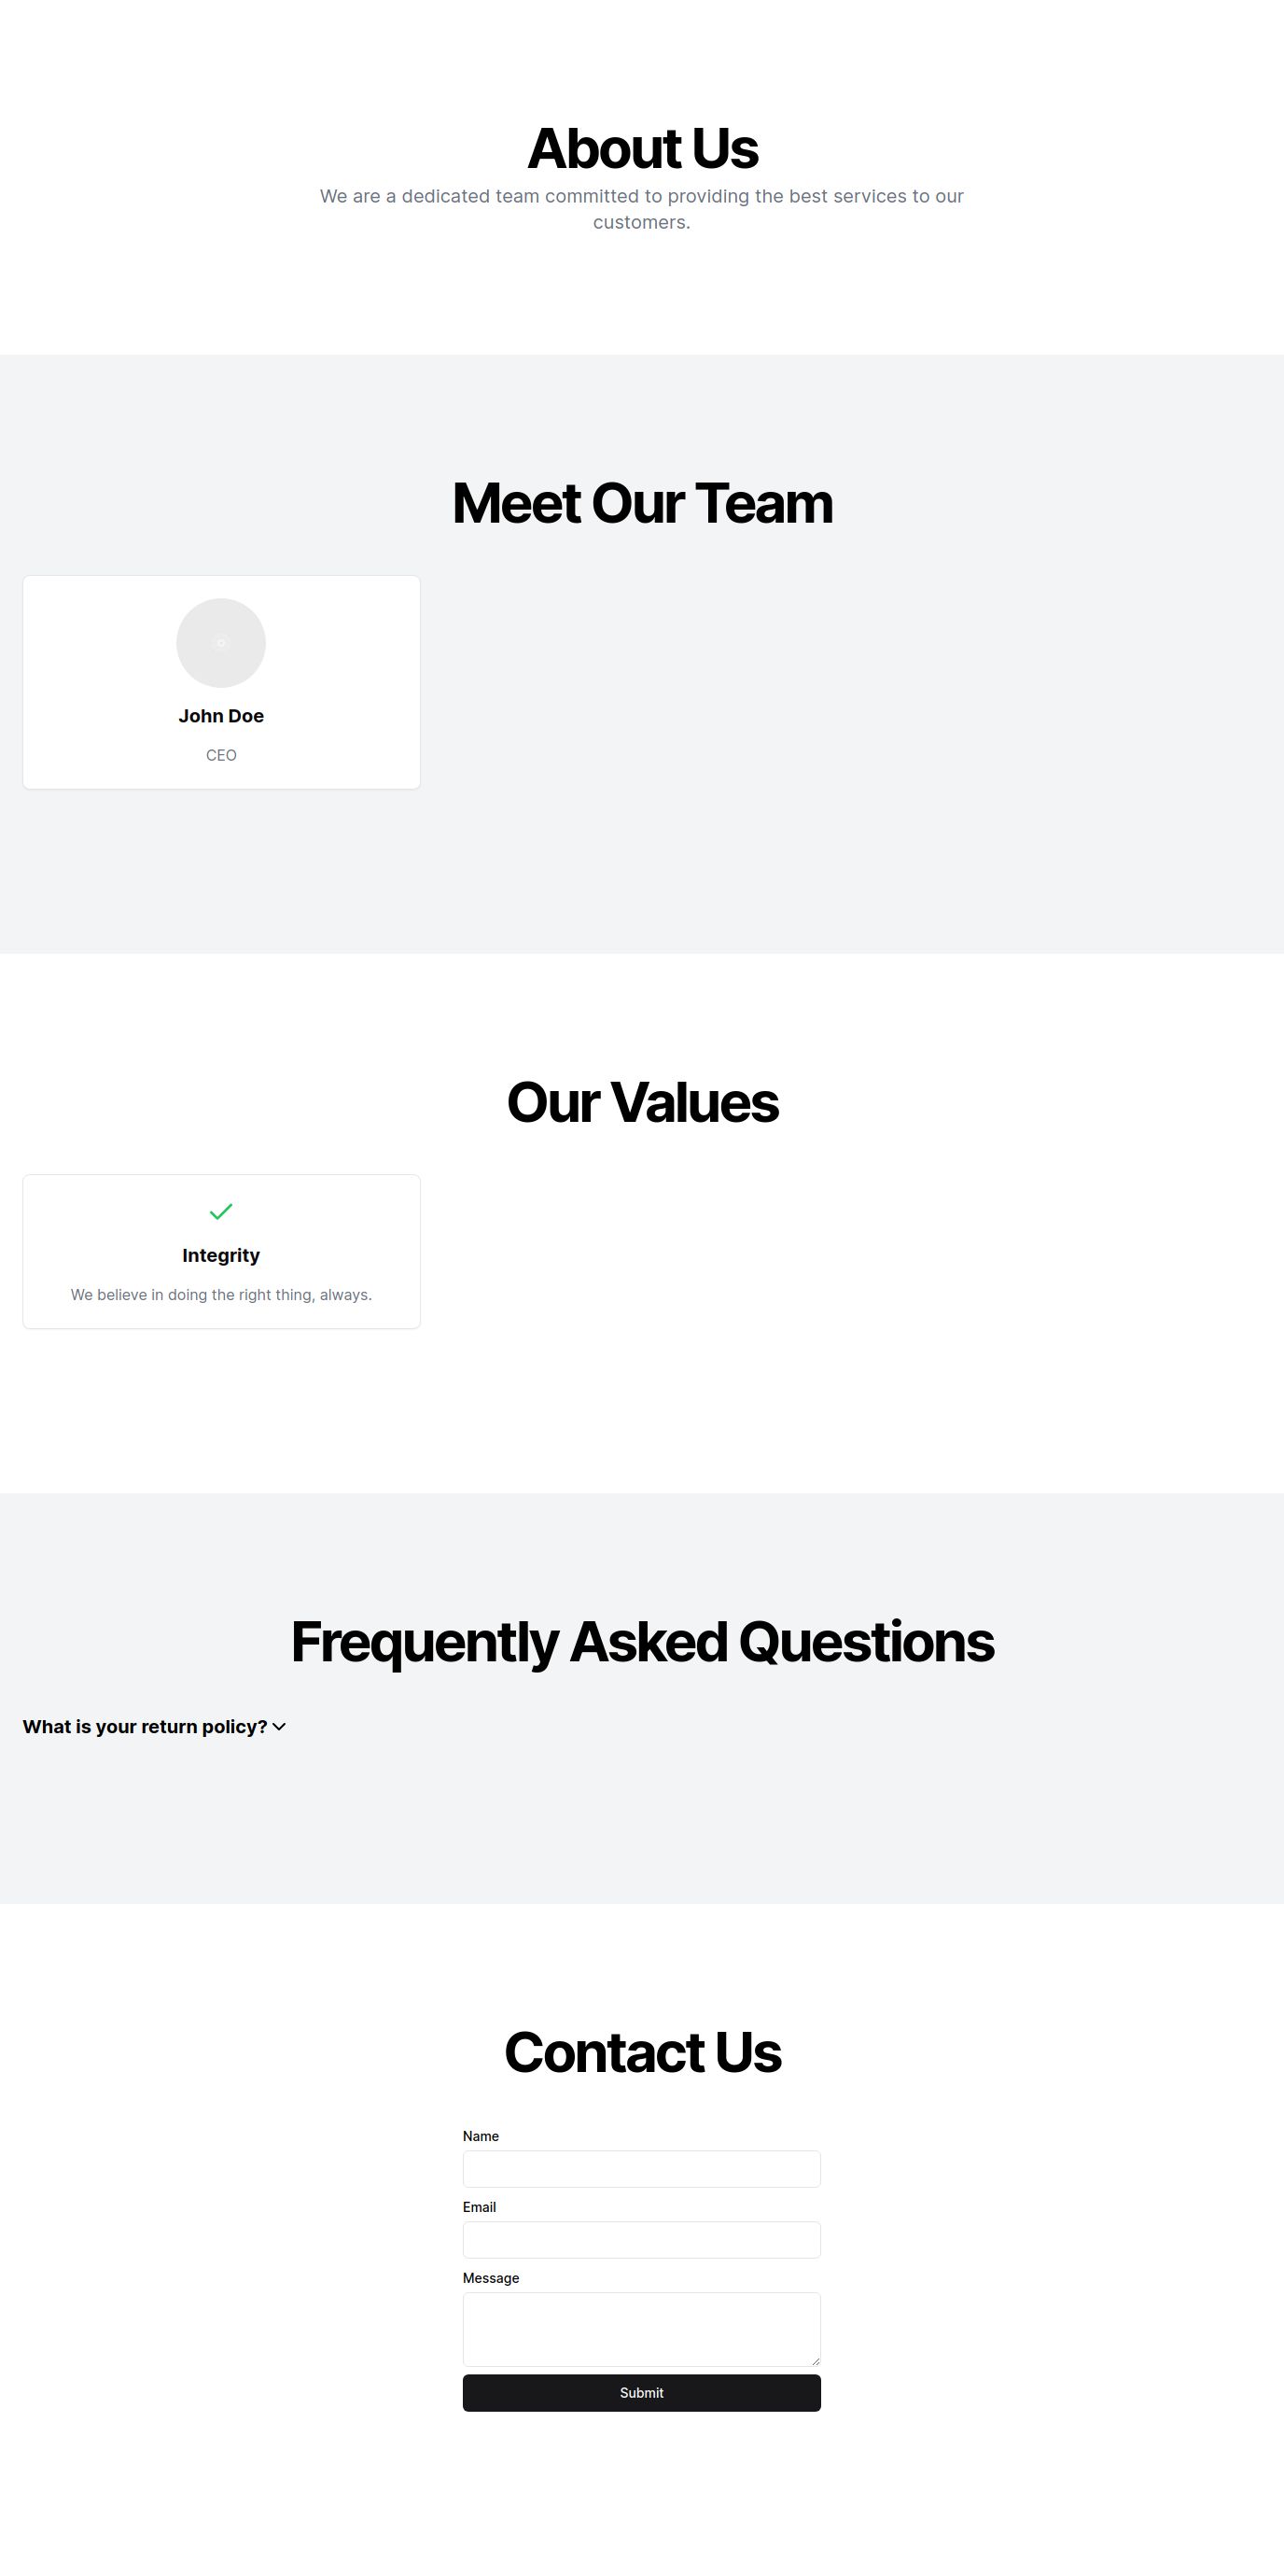 About Us
We are a dedicated team committed to providing the best services to our
customers.
Meet Our Team
John Doe
CEO
Our Values
Integrity
We believe in doing the right thing, always.
Frequently Asked Questions
What is your return policy?
Contact Us
Name
Email
Message
Submit